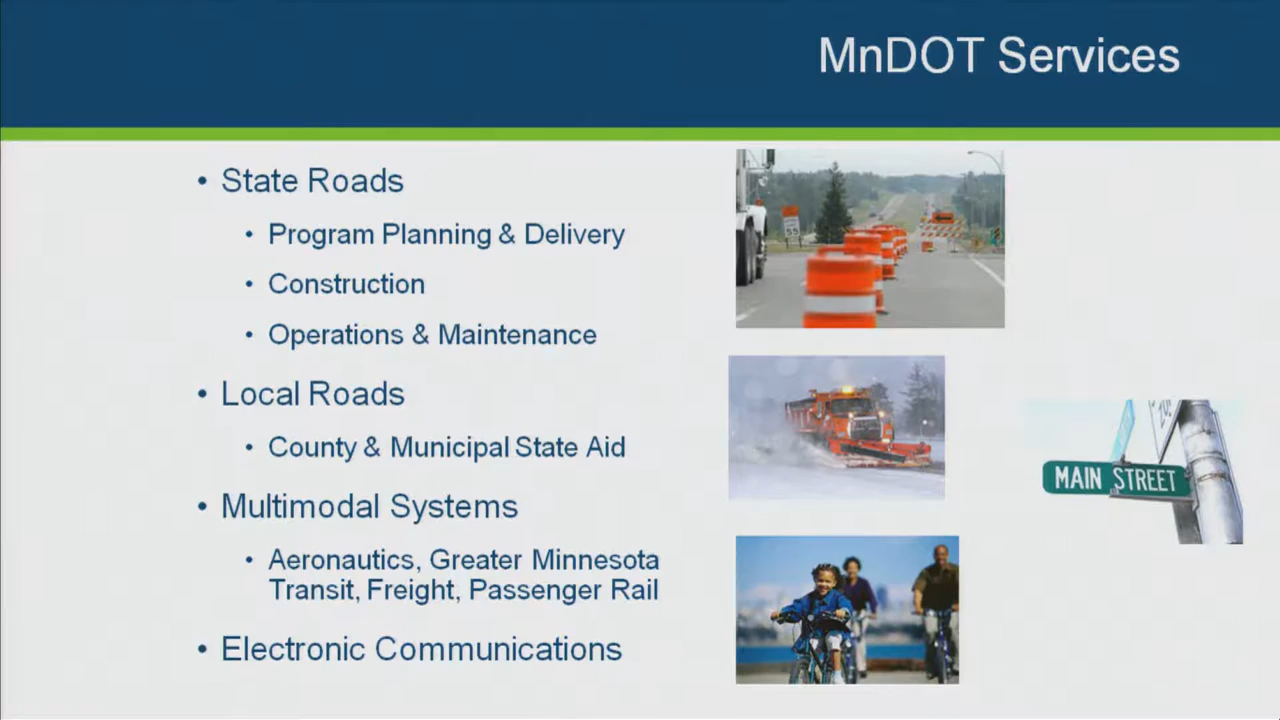 MnDOT Services
• State Roads
• Program Planning & Delivery
• Construction
• Operations & Maintenance
• Local Roads
• County & Municipal State Aid
• Multimodal Systems
• Aeronautics, Greater Minnesota
Transit, Freight, Passenger Rail
• Electronic Communications
55
MAIN STREET